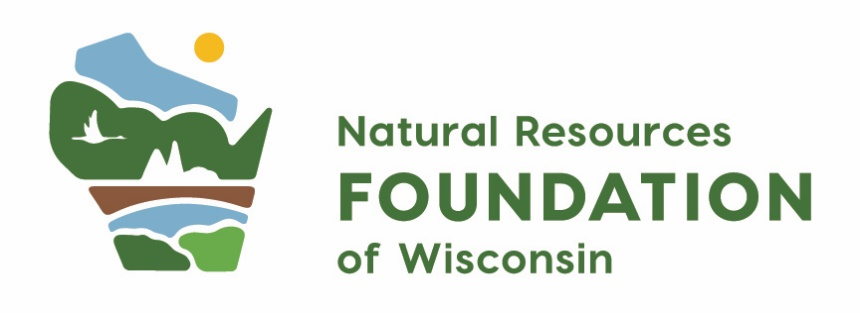 Natural Resources
FOUNDATION
of Wisconsin